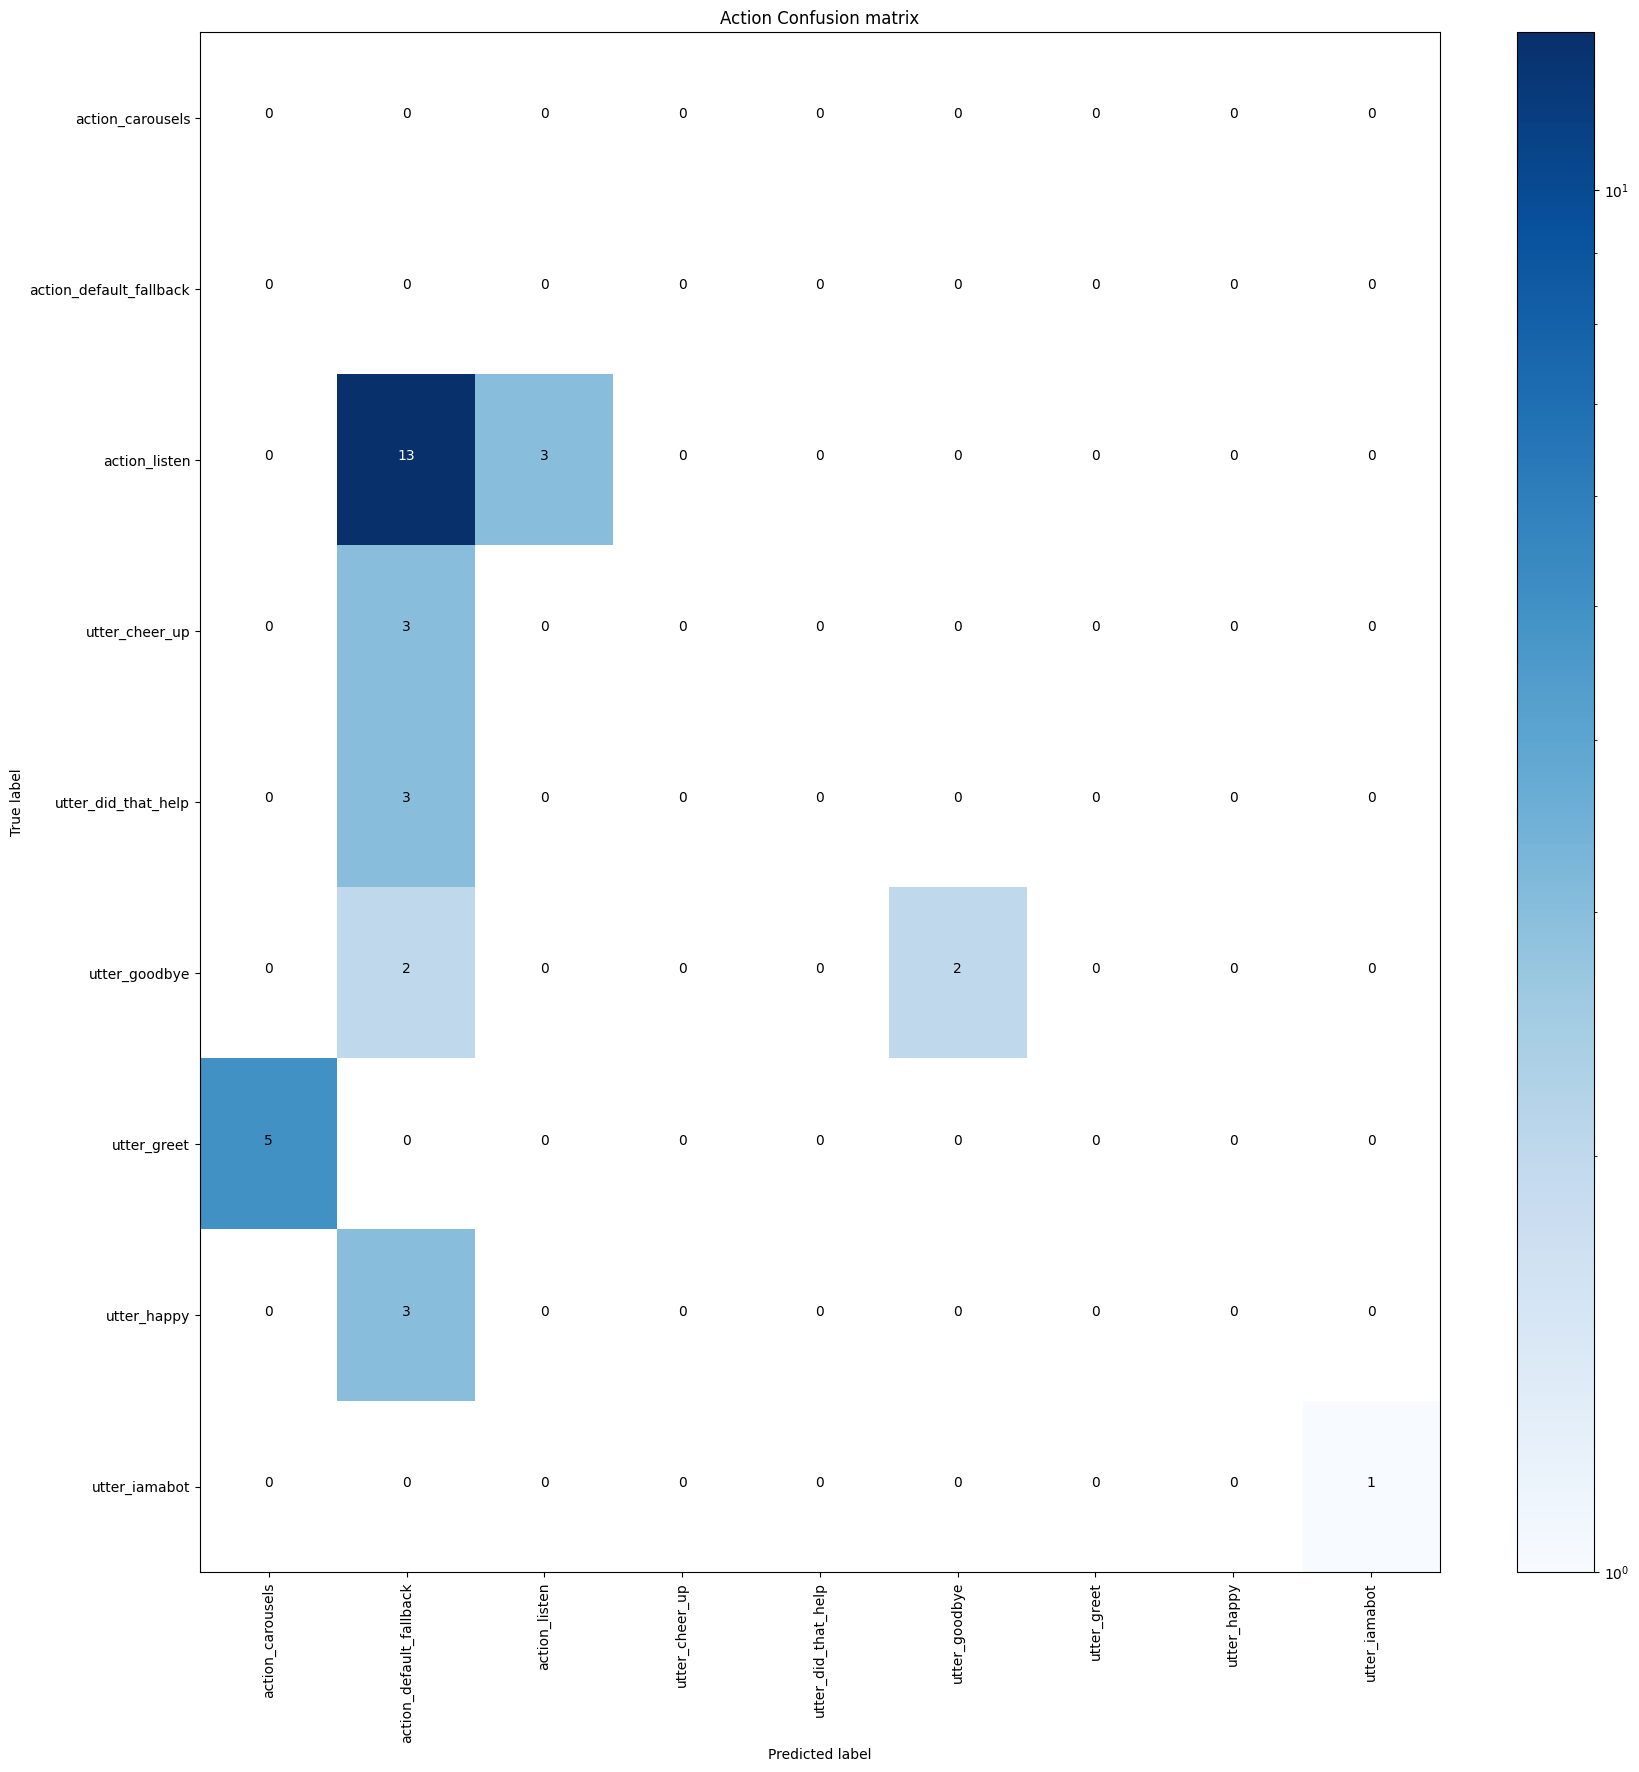 Action Confusion matrix
action_carousels 0 0 0 0 0 0 0 0 0
action_default_fallback 0 0 0 0 0 0 0 0 0
action_listen 0 13 3 0 0 0 0 0 0
utter_cheer_up 0 3 0 0 0 0 0 0 0
utter_did_that_help 0 3 0 0 0 0 0 0 0
utter_goodbye 0 2 0 0 0 2 0 0 0
utter_greet 5 0 0 0 0 0 0 0 0
utter_happy 0 3 0 0 0 0 0 0 0
utter_iamabot 0 0 0 0 0 0 0 0 1
True label
action_carousels
action_default_fallback
action_listen
utter_cheer_up
utter_did_that_help
utter_goodbye
utter_greet
utter_happy
utter_iamabot
Predicted label
10¹
10⁰